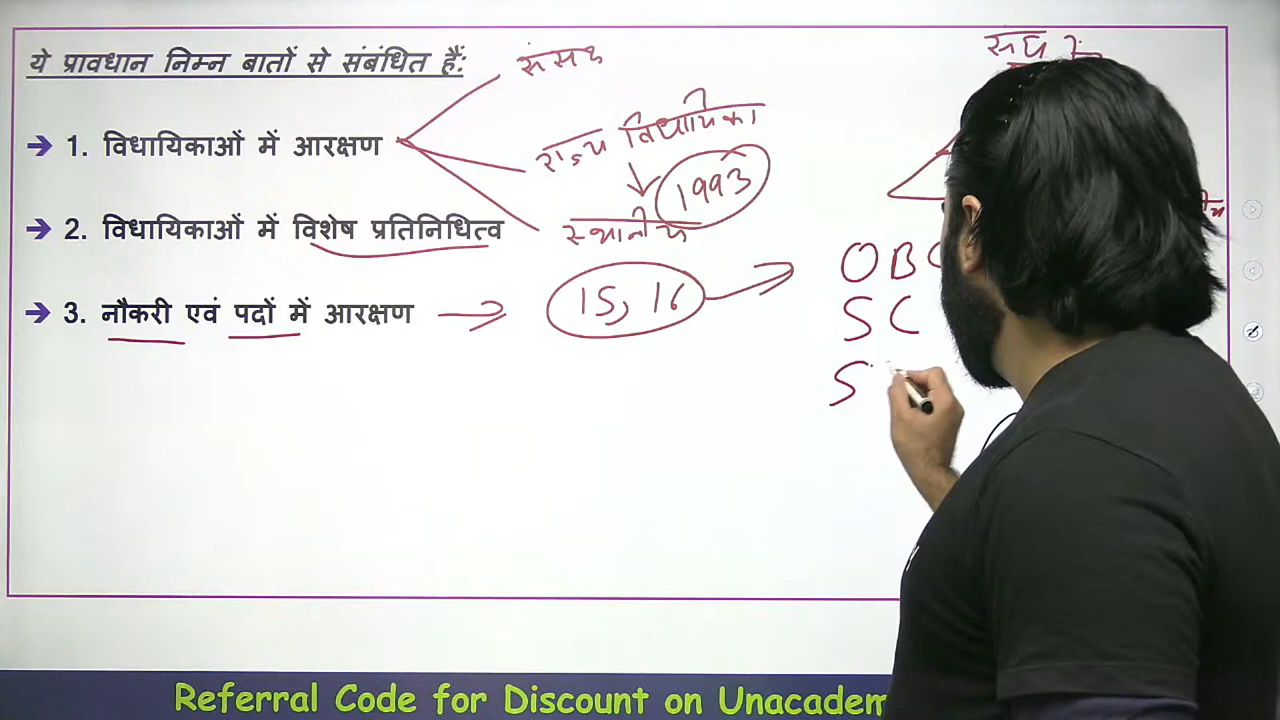 ये प्रावधान निम्न बातों से संबंधित हैं:
संसद
→ 1. विधायिकाओं में आरक्षण
राज्य विधायिका
1993
→ 2. विधायिकाओं में विशेष प्रतिनिधित्व
स्थानीय
→ 3. नौकरी एवं पदों में आरक्षण → 15, 16
OBC
SC
S
Referral Code for Discount on Unacadem